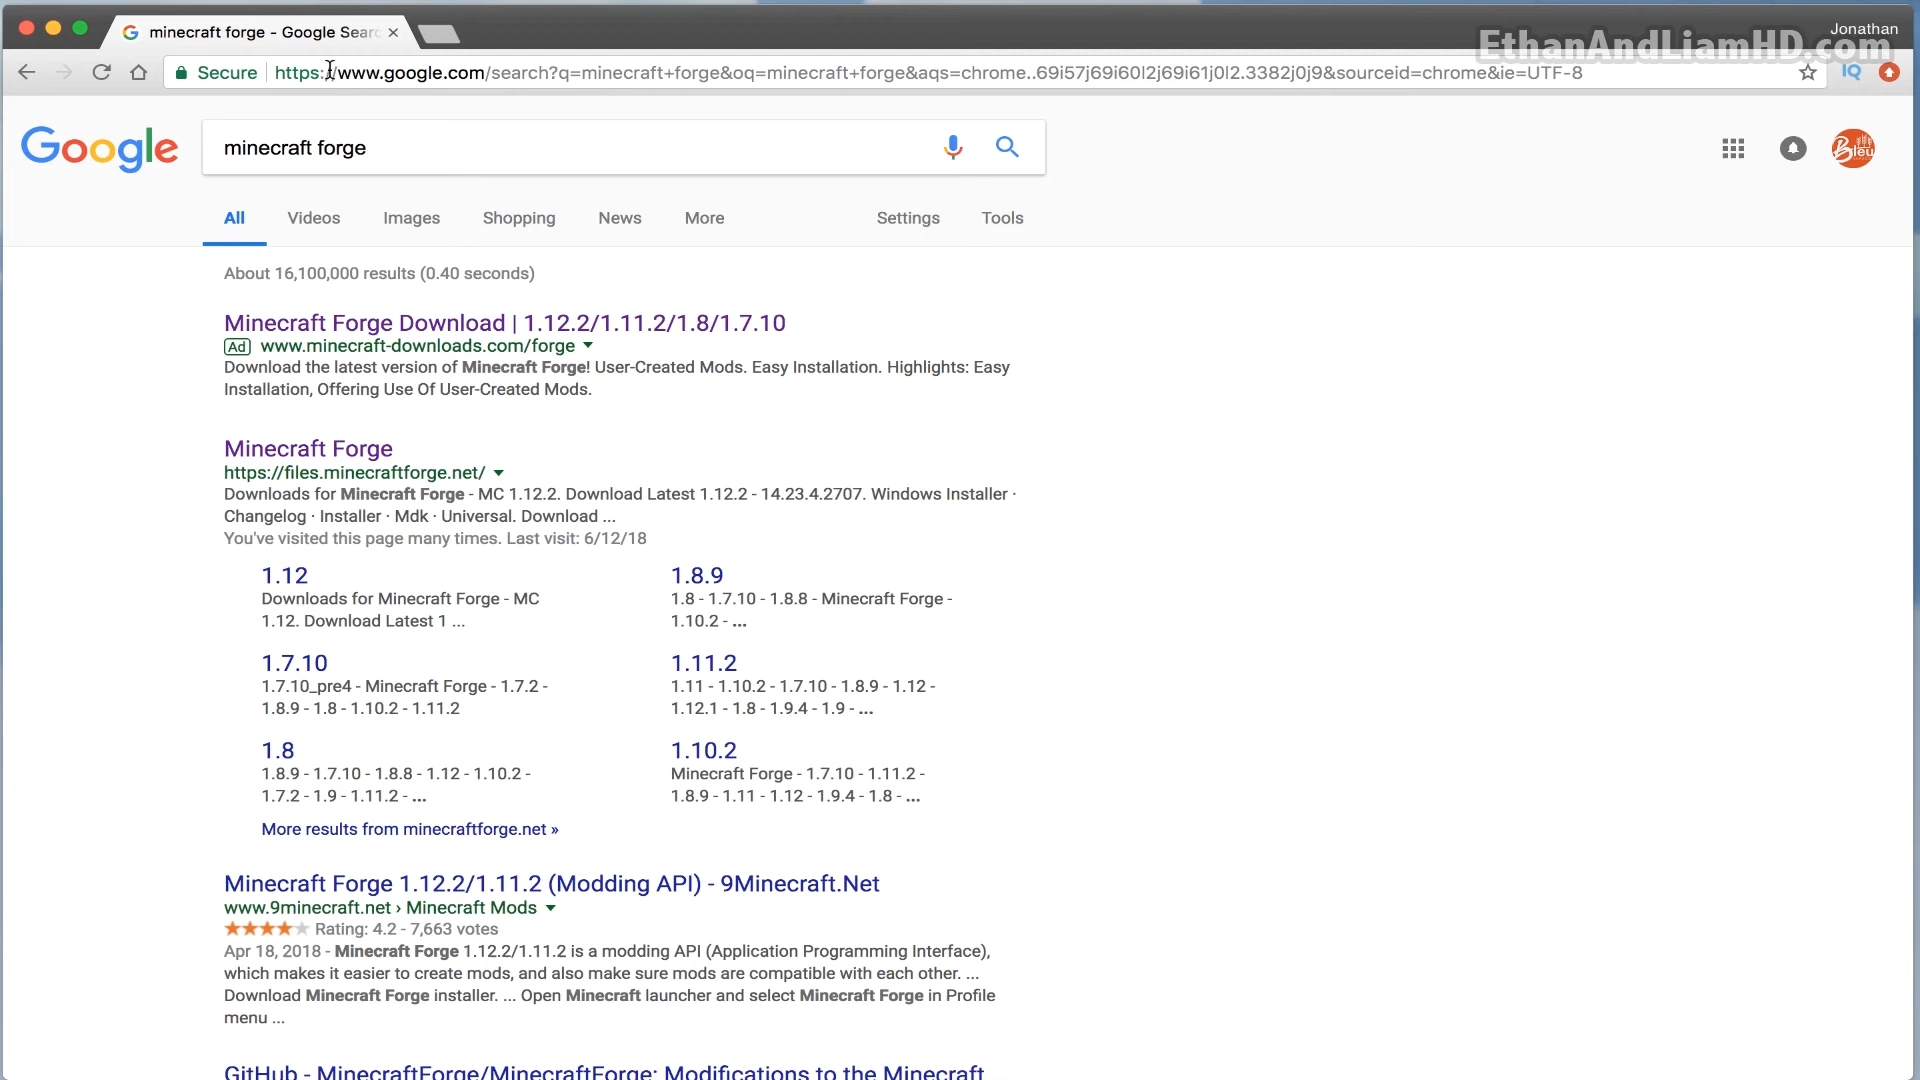 minecraft forge - Google Sear
Jonathan
EthanAndLiamHD.com
Secure
https://www.google.com/search?q=minecraft+forge&oq=minecraft+forge&aqs=chrome..69i57j69i60l2j69i61j0l2.3382j0j9&sourceid=chrome&ie=UTF-8
IQ
Google
minecraft forge
Bleu
All Videos Images Shopping News More Settings Tools
About 16,100,000 results (0.40 seconds)
Minecraft Forge Download | 1.12.2/1.11.2/1.8/1.7.10
Ad www.minecraft-downloads.com/forge
Download the latest version of Minecraft Forge! User-Created Mods. Easy Installation. Highlights: Easy
Installation, Offering Use Of User-Created Mods.
Minecraft Forge
https://files.minecraftforge.net/
Downloads for Minecraft Forge - MC 1.12.2. Download Latest 1.12.2 - 14.23.4.2707. Windows Installer ·
Changelog · Installer · Mdk · Universal. Download ...
You've visited this page many times. Last visit: 6/12/18
1.12
Downloads for Minecraft Forge - MC
1.12. Download Latest 1 ...
1.8.9
1.8 - 1.7.10 - 1.8.8 - Minecraft Forge -
1.10.2 - ...
1.7.10
1.7.10_pre4 - Minecraft Forge - 1.7.2 -
1.8.9 - 1.8 - 1.10.2 - 1.11.2
1.11.2
1.11 - 1.10.2 - 1.7.10 - 1.8.9 - 1.12 -
1.12.1 - 1.8 - 1.9.4 - 1.9 - ...
1.8
1.8.9 - 1.7.10 - 1.8.8 - 1.12 - 1.10.2 -
1.7.2 - 1.9 - 1.11.2 - ...
1.10.2
Minecraft Forge - 1.7.10 - 1.11.2 -
1.8.9 - 1.11 - 1.12 - 1.9.4 - 1.8 - ...
More results from minecraftforge.net »
Minecraft Forge 1.12.2/1.11.2 (Modding API) - 9Minecraft.Net
www.9minecraft.net › Minecraft Mods
Rating: 4.2 - 7,663 votes
Apr 18, 2018 - Minecraft Forge 1.12.2/1.11.2 is a modding API (Application Programming Interface),
which makes it easier to create mods, and also make sure mods are compatible with each other. ...
Download Minecraft Forge installer. ... Open Minecraft launcher and select Minecraft Forge in Profile
menu ...
GitHub - MinecraftForge/MinecraftForge: Modifications to the Minecraft ...